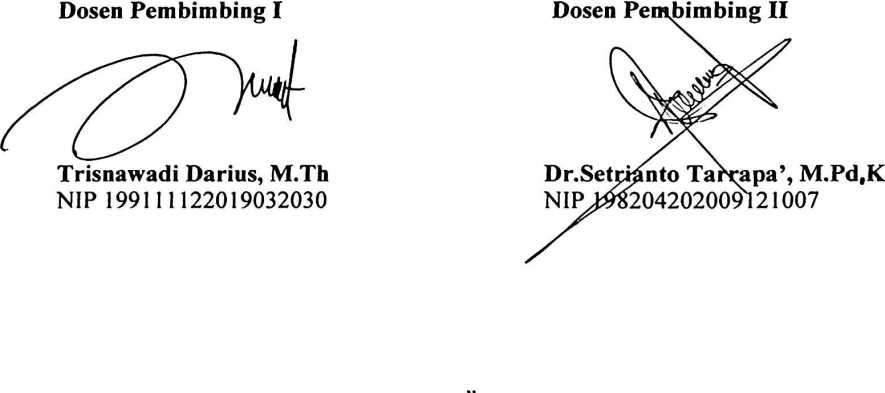 Dosen Pembimbing I
Trisnawadi Darius, M.Th
NIP 199111122019032030
Dosen Pembimbing II
Dr.Setrianto Tarrapa', M.Pd,K
NIP 198204202009121007